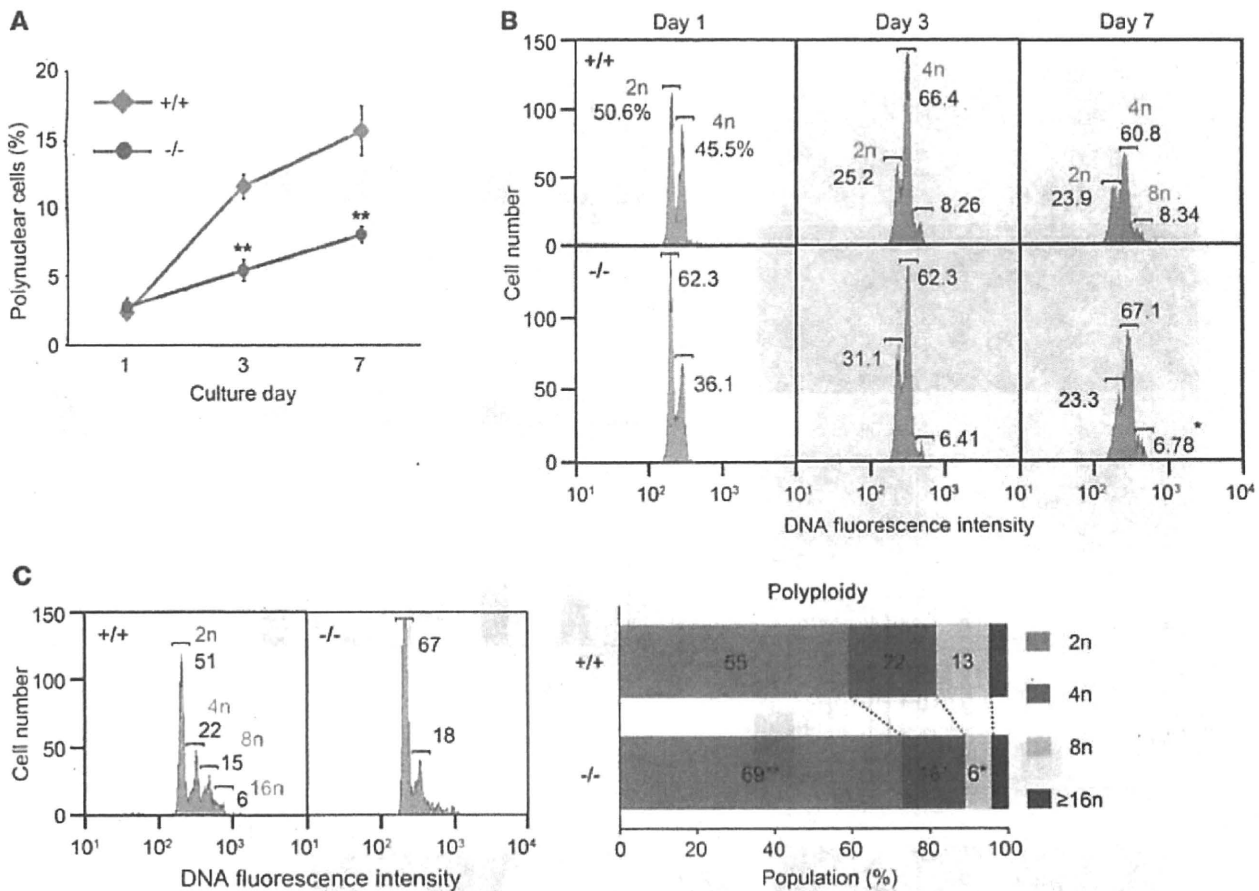 A
20
15
10
5
0
Polynuclear cells (%)
+/+
-/-
**
**
1 3 7
Culture day
B
Day 1 Day 3 Day 7
150
100
50
0
Cell number
+/+
2n
50.6%
4n
45.5%
4n
66.4
2n
25.2
8.26
4n
60.8
2n
23.9
8n
8.34
100
50
0
-/-
62.3
36.1
62.3
31.1
6.41
67.1
23.3
6.78 *
10¹ 10² 10³ 10¹ 10² 10³ 10¹ 10² 10³ 10⁴
DNA fluorescence intensity
C
150
100
50
0
Cell number
+/+
2n
51
4n
22
8n
15
16n
6
-/-
67
18
10¹ 10² 10³ 10¹ 10² 10³ 10⁴
DNA fluorescence intensity
Polyploidy
+/+
22 13
-/-
69** 6*
0 20 40 60 80 100
Population (%)
2n
4n
8n
≥16n